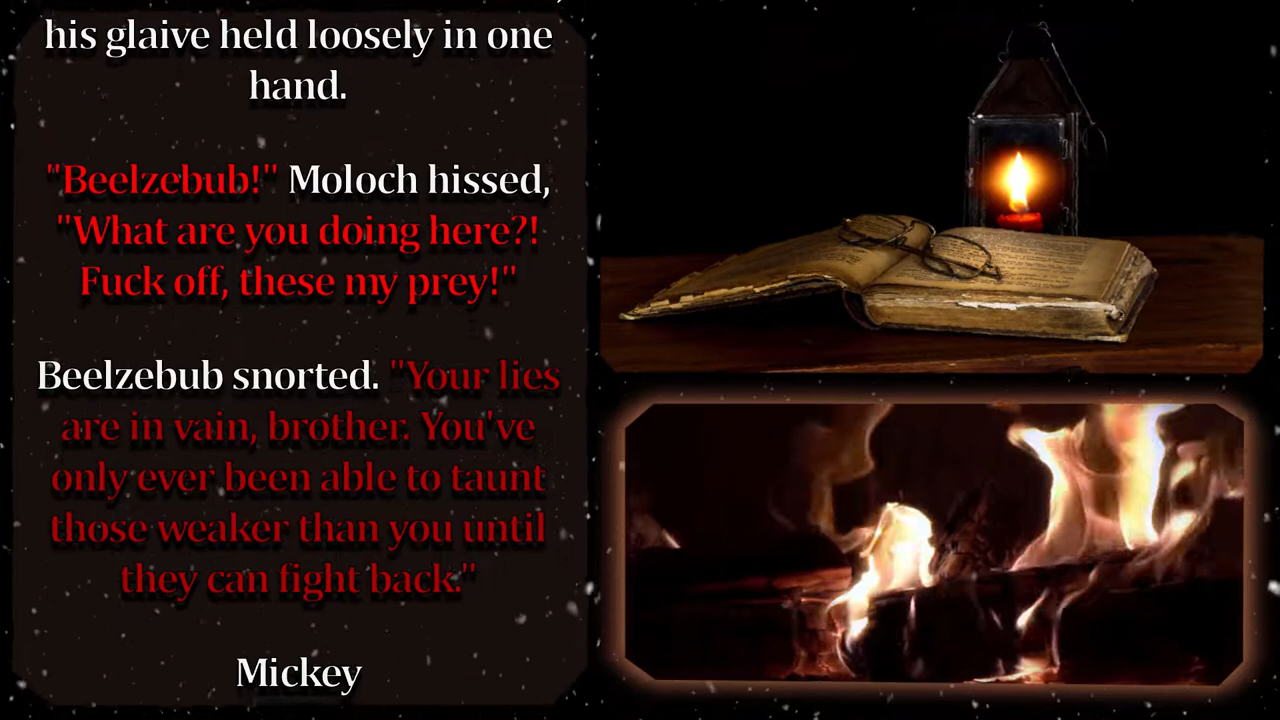 his glaive held loosely in one
hand.
"Beelzebub!" Moloch hissed,
"What are you doing here?!
Fuck off, these my prey!"
Beelzebub snorted. "Your lies
are in vain, brother. You've
only ever been able to taunt
those weaker than you until
they can fight back."
Mickey